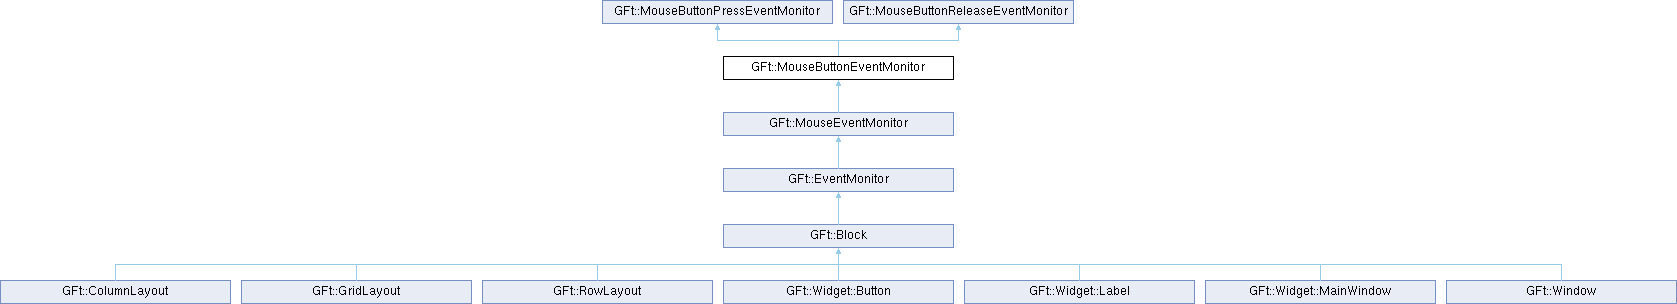 GFt::MouseButtonPressEventMonitor
GFt::MouseButtonReleaseEventMonitor
GFt::MouseButtonEventMonitor
GFt::MouseEventMonitor
GFt::EventMonitor
GFt::Block
GFt::ColumnLayout
GFt::GridLayout
GFt::RowLayout
GFt::Widget::Button
GFt::Widget::Label
GFt::Widget::MainWindow
GFt::Window